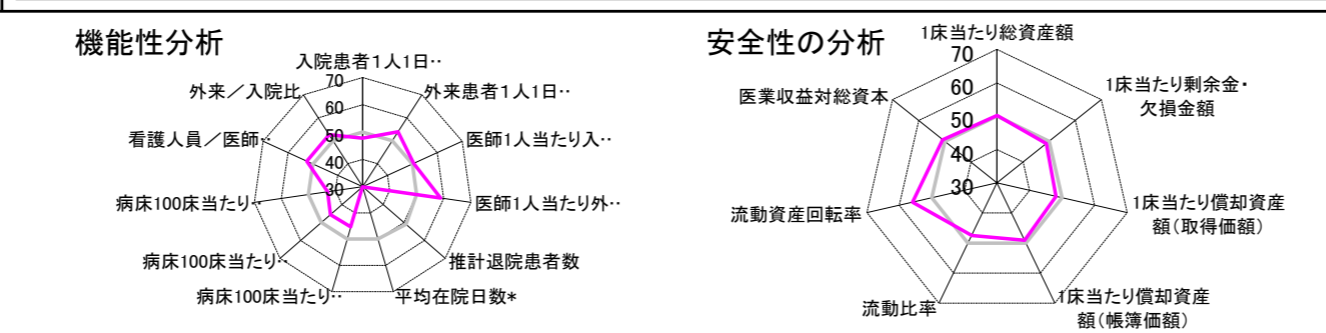 機能性分析
入院患者1人1日‥
外来患者1人1日‥
医師1人当たり入‥
医師1人当たり外‥
推計退院患者数
平均在院日数*
病床100床当たり‥
病床100床当たり‥
病床100床当たり‥
看護人員／医師‥
外来／入院比
70
60
50
40
30
安全性の分析
1床当たり総資産額
1床当たり剰余金・
欠損金額
1床当たり償却資産
額(取得価額)
1床当たり償却資産
額(帳簿価額)
流動比率
流動資産回転率
医業収益対総資本
70
60
50
40
30